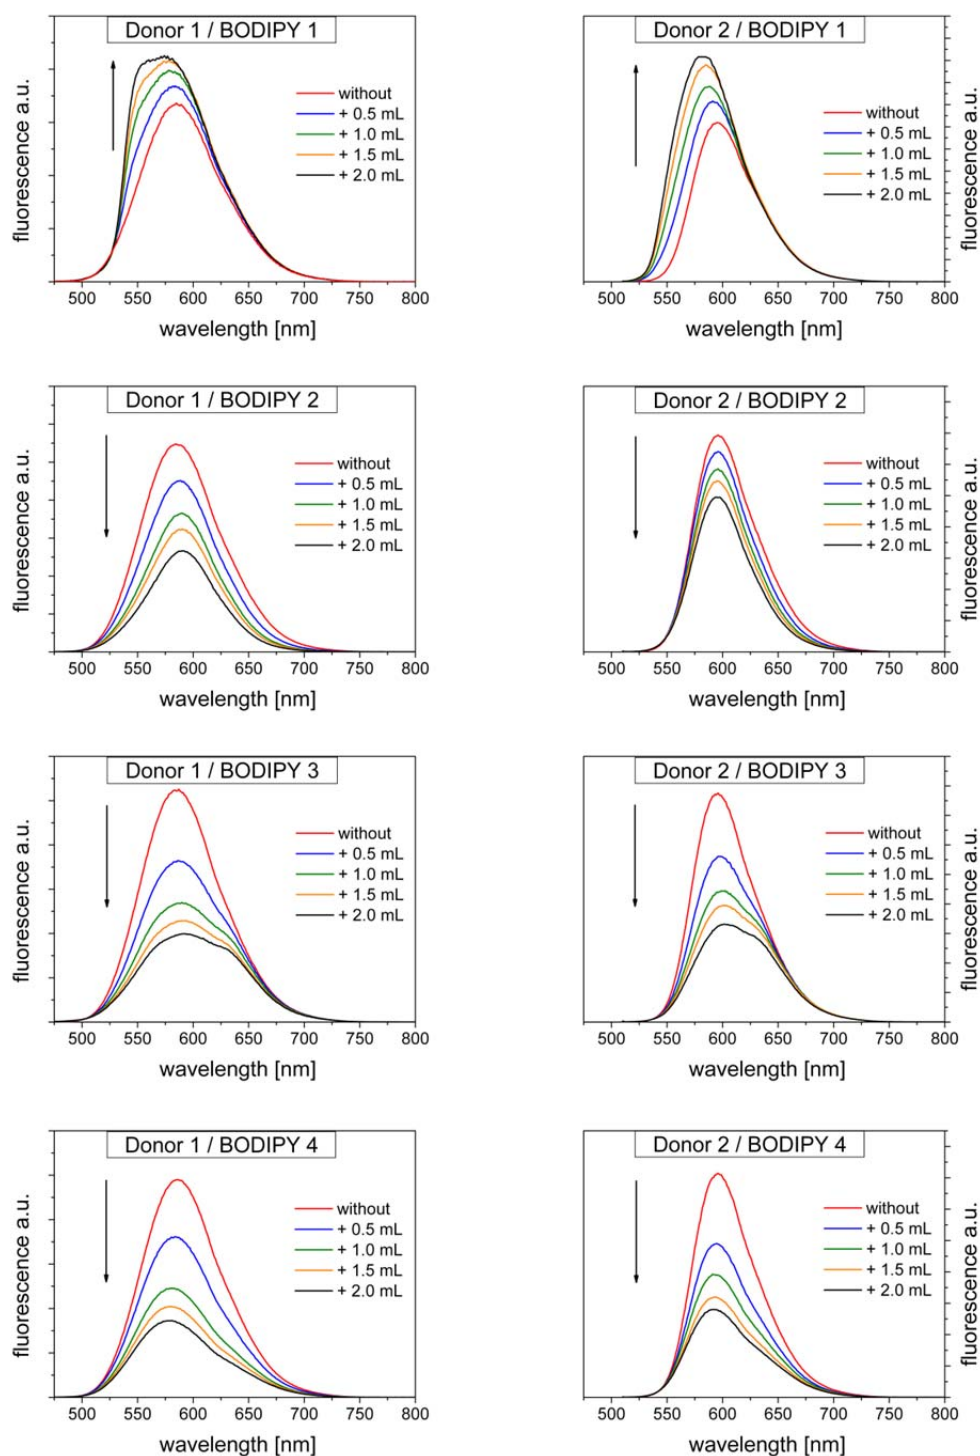 Donor 1 / BODIPY 1
fluorescence a.u.
without
+ 0.5 mL
+ 1.0 mL
+ 1.5 mL
+ 2.0 mL
500 550 600 650 700 750 800
wavelength [nm]
Donor 2 / BODIPY 1
fluorescence a.u.
without
+ 0.5 mL
+ 1.0 mL
+ 1.5 mL
+ 2.0 mL
500 550 600 650 700 750 800
wavelength [nm]
Donor 1 / BODIPY 2
fluorescence a.u.
without
+ 0.5 mL
+ 1.0 mL
+ 1.5 mL
+ 2.0 mL
500 550 600 650 700 750 800
wavelength [nm]
Donor 2 / BODIPY 2
fluorescence a.u.
without
+ 0.5 mL
+ 1.0 mL
+ 1.5 mL
+ 2.0 mL
500 550 600 650 700 750 800
wavelength [nm]
Donor 1 / BODIPY 3
fluorescence a.u.
without
+ 0.5 mL
+ 1.0 mL
+ 1.5 mL
+ 2.0 mL
500 550 600 650 700 750 800
wavelength [nm]
Donor 2 / BODIPY 3
fluorescence a.u.
without
+ 0.5 mL
+ 1.0 mL
+ 1.5 mL
+ 2.0 mL
500 550 600 650 700 750 800
wavelength [nm]
Donor 1 / BODIPY 4
fluorescence a.u.
without
+ 0.5 mL
+ 1.0 mL
+ 1.5 mL
+ 2.0 mL
500 550 600 650 700 750 800
wavelength [nm]
Donor 2 / BODIPY 4
fluorescence a.u.
without
+ 0.5 mL
+ 1.0 mL
+ 1.5 mL
+ 2.0 mL
500 550 600 650 700 750 800
wavelength [nm]